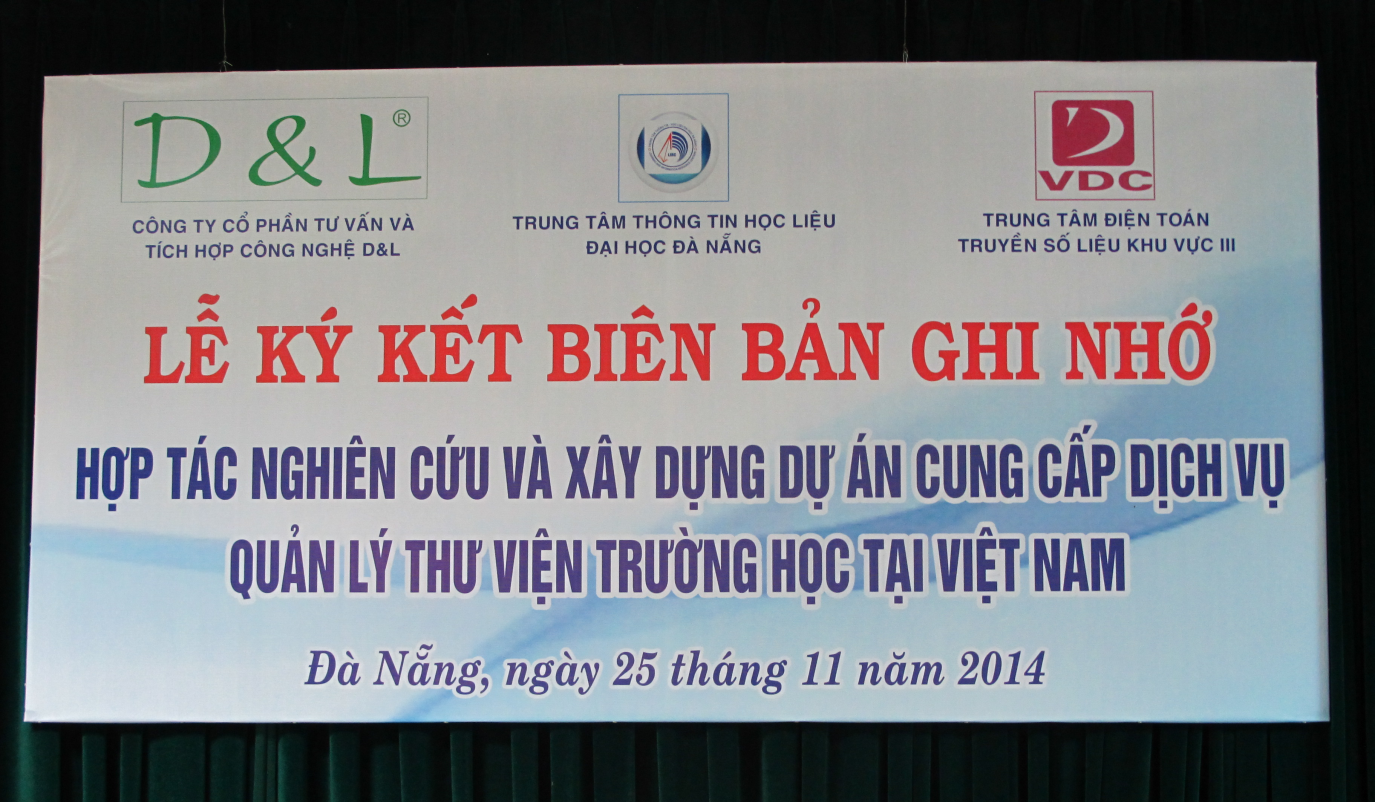 D & L ®
CÔNG TY CỔ PHẦN TƯ VẤN VÀ
TÍCH HỢP CÔNG NGHỆ D&L
TRUNG TÂM THÔNG TIN HỌC LIỆU
ĐẠI HỌC ĐÀ NẴNG
VDC
TRUNG TÂM ĐIỆN TOÁN
TRUYỀN SỐ LIỆU KHU VỰC III
LỄ KÝ KẾT BIÊN BẢN GHI NHỚ
HỢP TÁC NGHIÊN CỨU VÀ XÂY DỰNG DỰ ÁN CUNG CẤP DỊCH VỤ
QUẢN LÝ THƯ VIỆN TRƯỜNG HỌC TẠI VIỆT NAM
Đà Nẵng, ngày 25 tháng 11 năm 2014